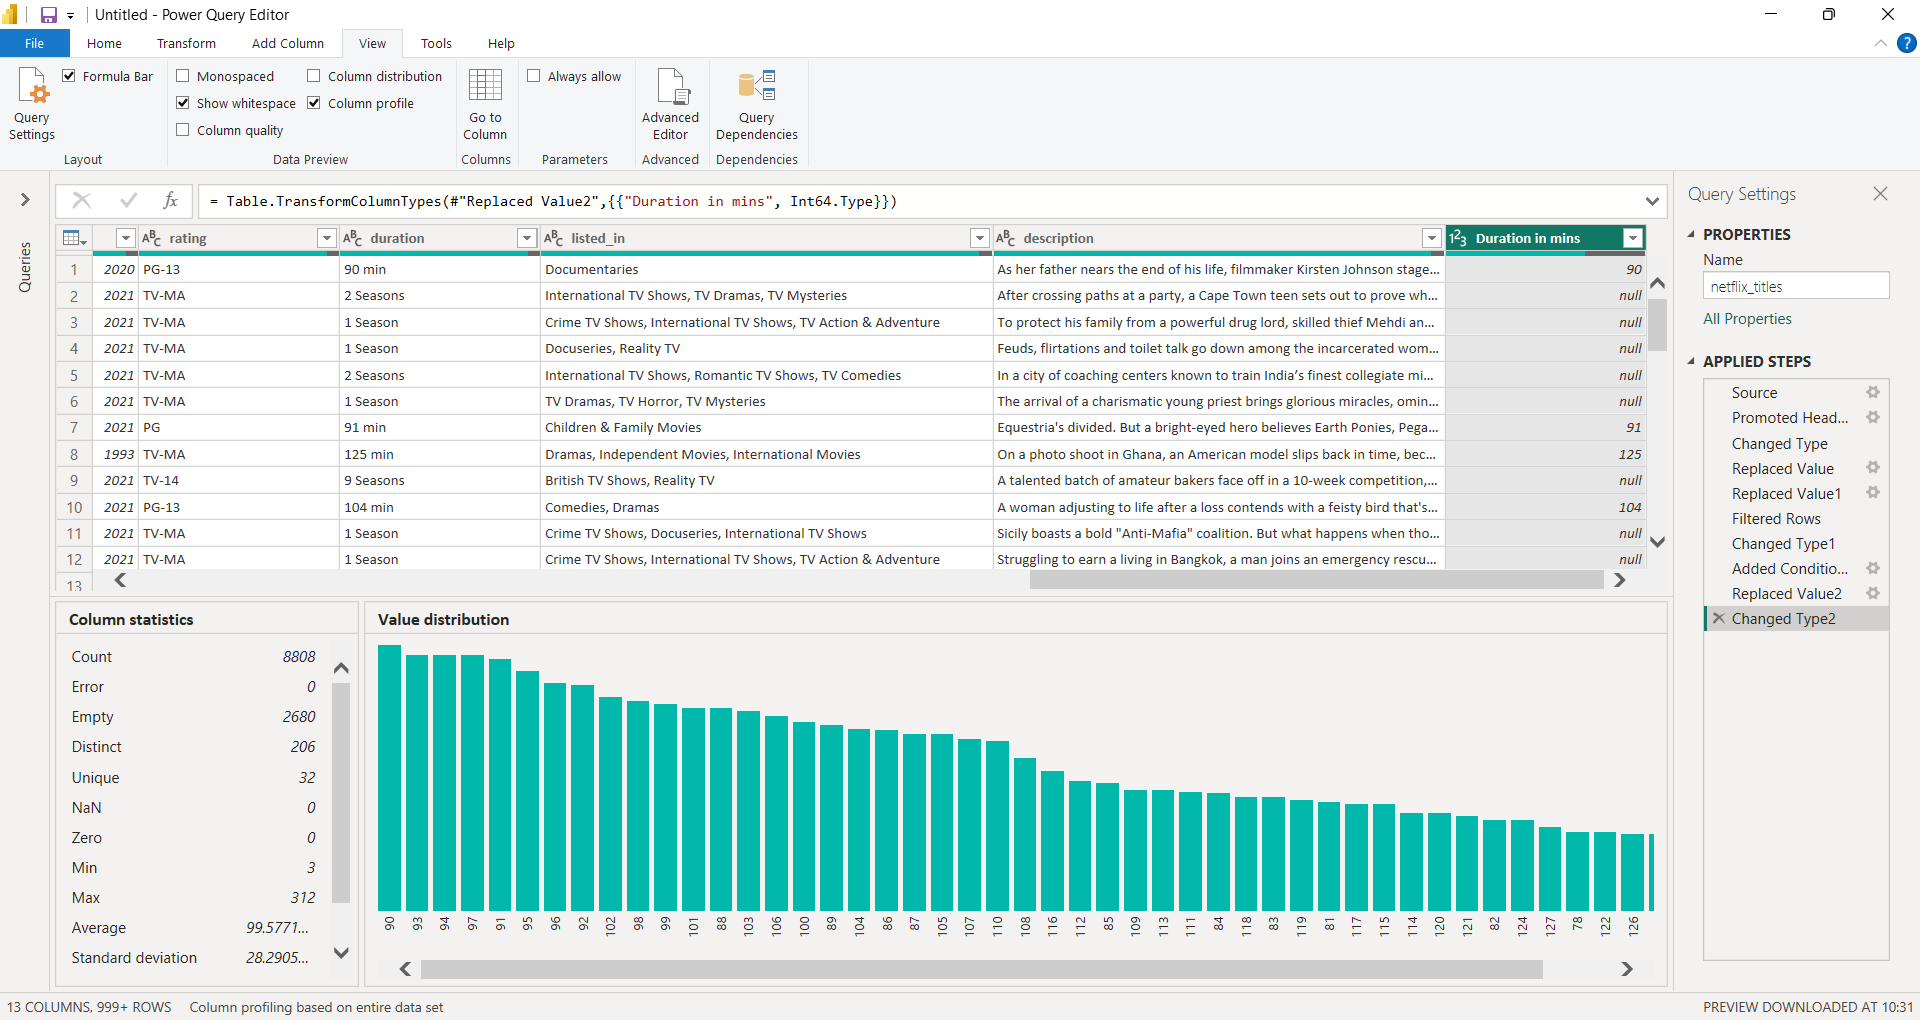 Untitled - Power Query Editor
File
Home
Transform
Add Column
View
Tools
Help
?
Query
Settings
Formula Bar
Layout
Monospaced
Show whitespace
Column quality
Column distribution
Column profile
Data Preview
Go to
Column
Columns
Always allow
Parameters
Advanced
Editor
Advanced
Query
Dependencies
Dependencies
Queries
fx
= Table.TransformColumnTypes(#"Replaced Value2",{{"Duration in mins", Int64.Type}})
ABC rating
ABC duration
ABC listed_in
ABC description
123 Duration in mins
1 2020 PG-13 90 min Documentaries As her father nears the end of his life, filmmaker Kirsten Johnson stage... 90
2 2021 TV-MA 2 Seasons International TV Shows, TV Dramas, TV Mysteries After crossing paths at a party, a Cape Town teen sets out to prove wh... null
3 2021 TV-MA 1 Season Crime TV Shows, International TV Shows, TV Action & Adventure To protect his family from a powerful drug lord, skilled thief Mehdi an... null
4 2021 TV-MA 1 Season Docuseries, Reality TV Feuds, flirtations and toilet talk go down among the incarcerated wom... null
5 2021 TV-MA 2 Seasons International TV Shows, Romantic TV Shows, TV Comedies In a city of coaching centers known to train India’s finest collegiate mi... null
6 2021 TV-MA 1 Season TV Dramas, TV Horror, TV Mysteries The arrival of a charismatic young priest brings glorious miracles, omin... null
7 2021 PG 91 min Children & Family Movies Equestria's divided. But a bright-eyed hero believes Earth Ponies, Pega... 91
8 1993 TV-MA 125 min Dramas, Independent Movies, International Movies On a photo shoot in Ghana, an American model slips back in time, bec... 125
9 2021 TV-14 9 Seasons British TV Shows, Reality TV A talented batch of amateur bakers face off in a 10-week competition,... null
10 2021 PG-13 104 min Comedies, Dramas A woman adjusting to life after a loss contends with a feisty bird that's... 104
11 2021 TV-MA 1 Season Crime TV Shows, Docuseries, International TV Shows Sicily boasts a bold "Anti-Mafia" coalition. But what happens when tho... null
12 2021 TV-MA 1 Season Crime TV Shows, International TV Shows, TV Action & Adventure Struggling to earn a living in Bangkok, a man joins an emergency rescu... null
13
Column statistics
Count 8808
Error 0
Empty 2680
Distinct 206
Unique 32
NaN 0
Zero 0
Min 3
Max 312
Average 99.5771...
Standard deviation 28.2905...
Value distribution
90 93 94 97 91 95 96 92 102 98 99 101 88 103 106 100 89 104 86 87 105 107 110 108 116 112 85 109 113 111 84 118 83 119 81 117 115 114 120 121 82 124 127 78 122 126
Query Settings
PROPERTIES
Name
netflix_titles
All Properties
APPLIED STEPS
Source
Promoted Head...
Changed Type
Replaced Value
Replaced Value1
Filtered Rows
Changed Type1
Added Conditio...
Replaced Value2
Changed Type2
13 COLUMNS, 999+ ROWS
Column profiling based on entire data set
PREVIEW DOWNLOADED AT 10:31